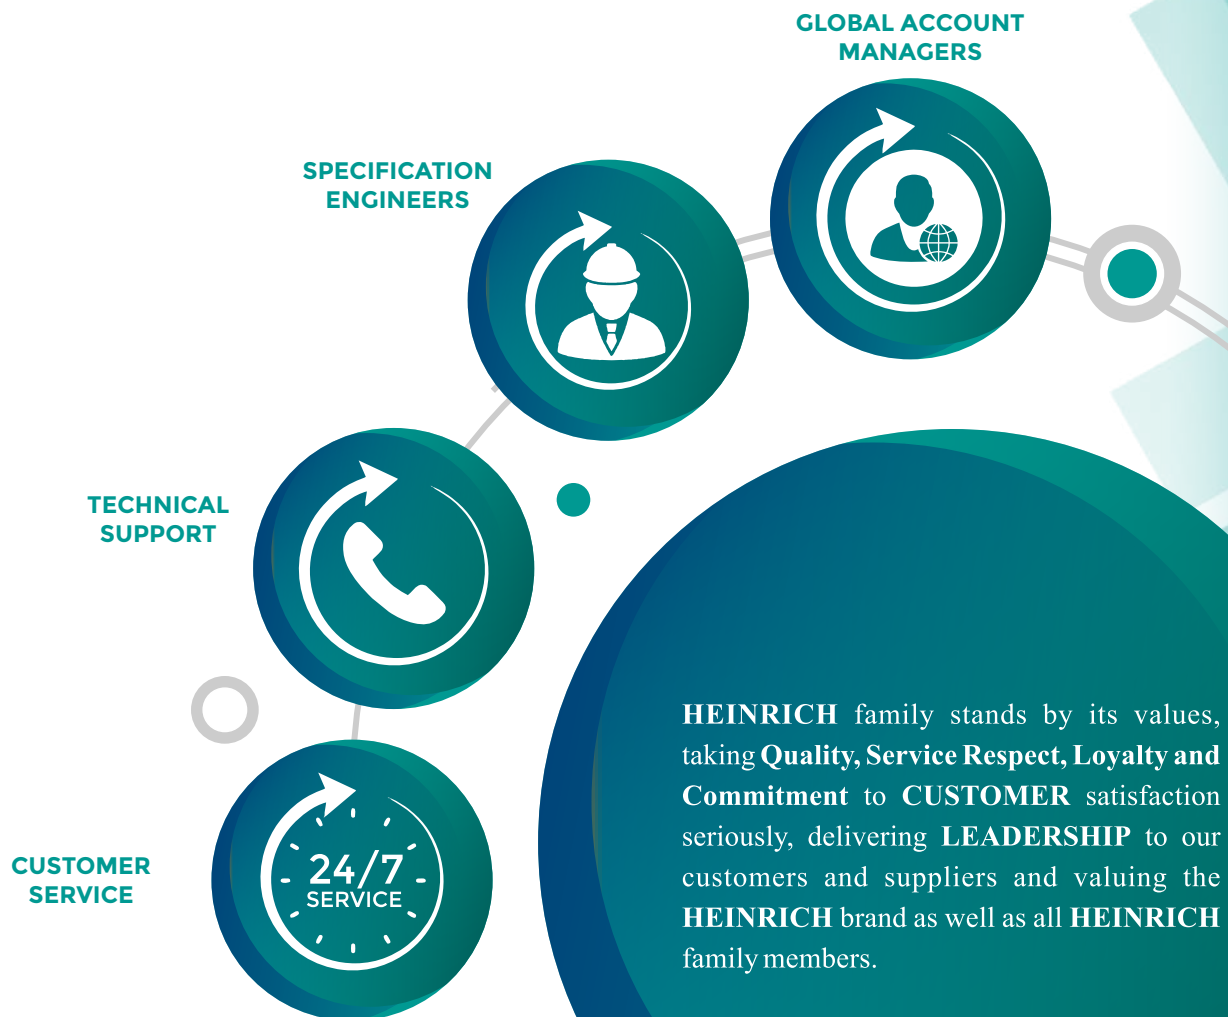 GLOBAL ACCOUNT
MANAGERS
SPECIFICATION
ENGINEERS
TECHNICAL
SUPPORT
CUSTOMER
SERVICE
24/7
SERVICE
HEINRICH family stands by its values,
taking Quality, Service Respect, Loyalty and
Commitment to CUSTOMER satisfaction
seriously, delivering LEADERSHIP to our
customers and suppliers and valuing the
HEINRICH brand as well as all HEINRICH
family members.